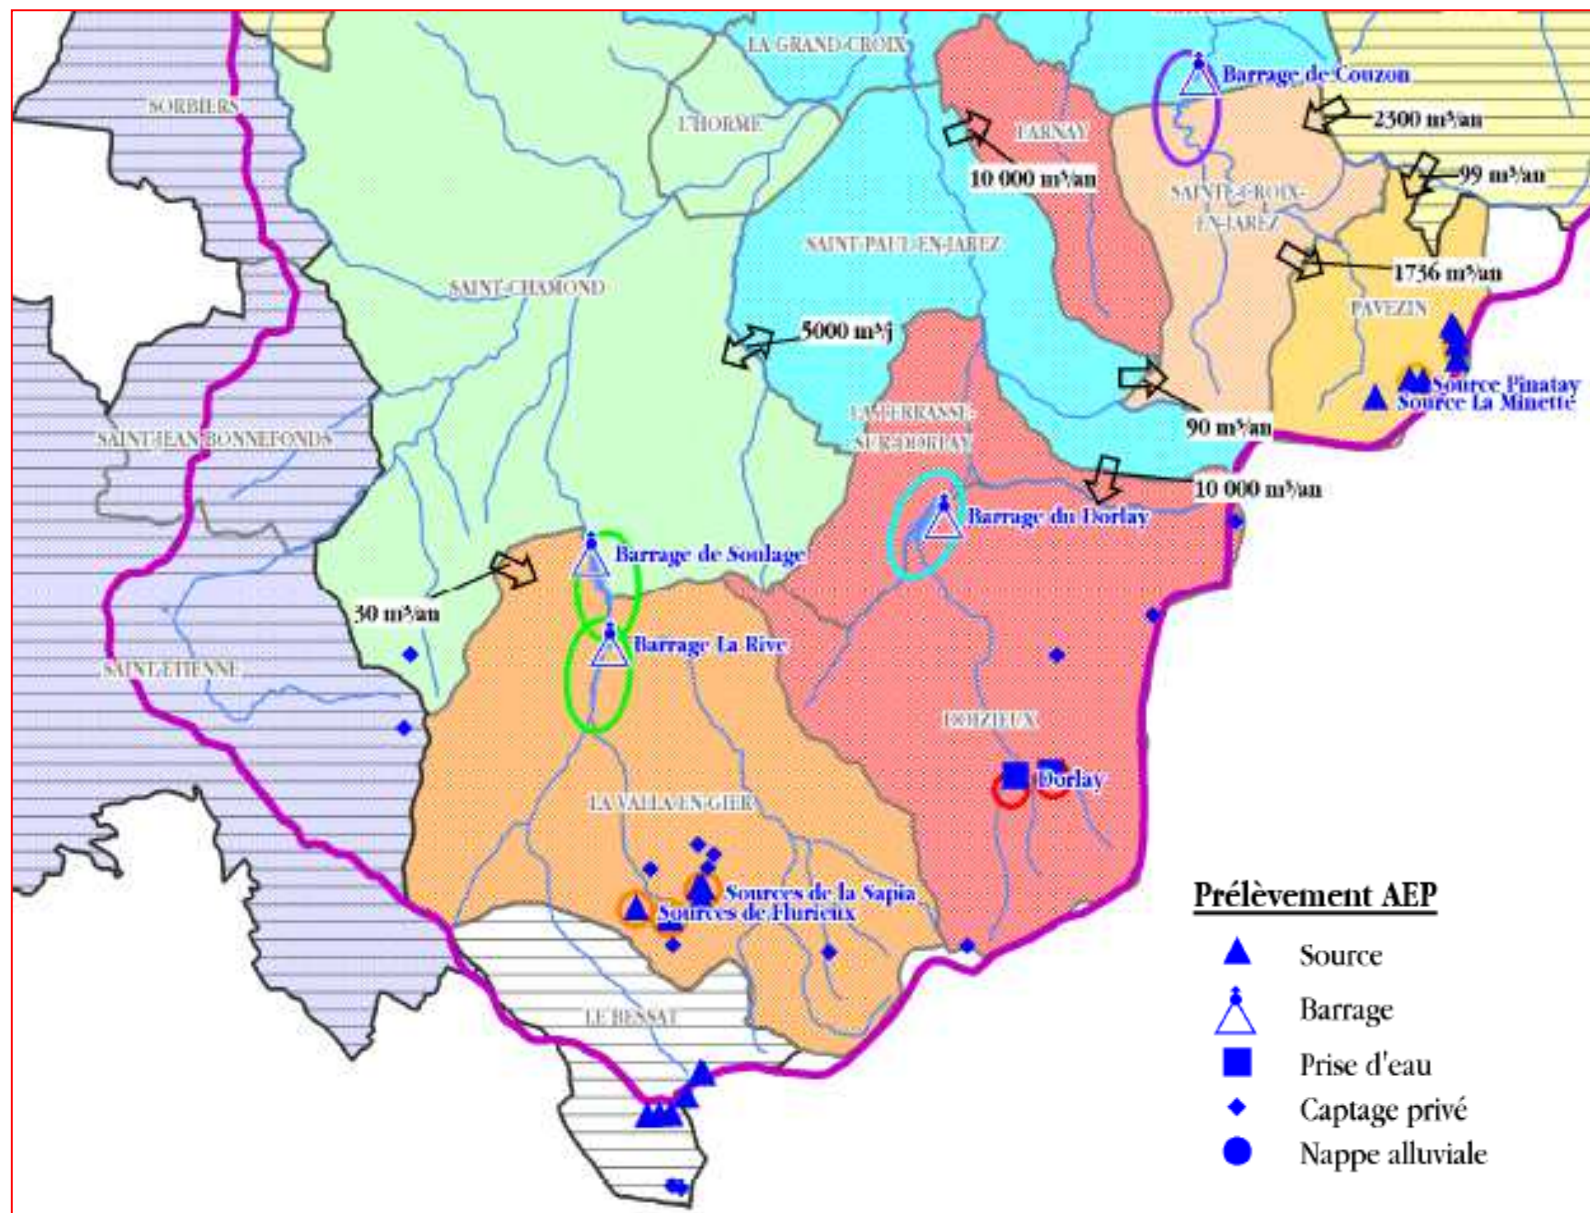 LA GRAND-CROIX
Barrage de Couzon
SORBIERS
L'HORME
FARNAY
2300 m³/an
10 000 m³/an
99 m³/an
SAINTE-CROIX-
EN-JAREZ
SAINT-PAUL-EN-JAREZ
1736 m³/an
SAINT-CHAMOND
PAVEZIN
5000 m³/j
Source Pinatay
Source La Minette
LA TERRASSE-
SUR-DORLAY
90 m³/an
SAINT-JEAN-BONNEFONDS
10 000 m³/an
Barrage du Dorlay
Barrage de Soulage
30 m³/an
Barrage La Rive
SAINT-ETIENNE
DOIZIEUX
Dorlay
LA VALLA-EN-GIER
Sources de la Sapia
Sources de Flurieux
LE BESSAT
Prélèvement AEP
Source
Barrage
Prise d'eau
Captage privé
Nappe alluviale